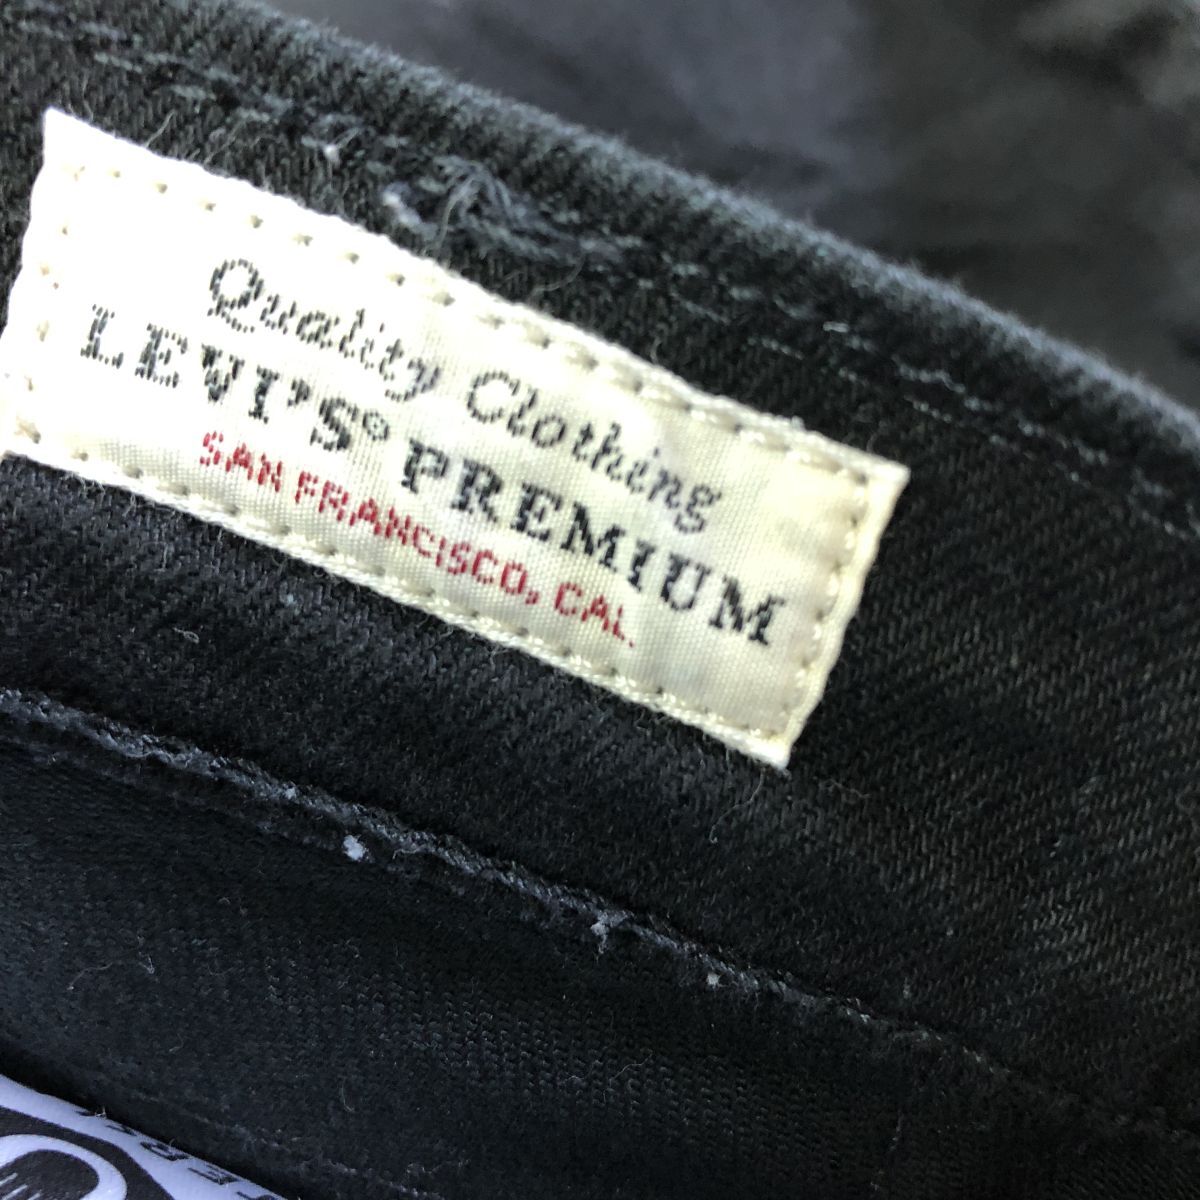 Quality Clothing
LEVI'S® PREMIUM
SAN FRANCISCO, CAL.